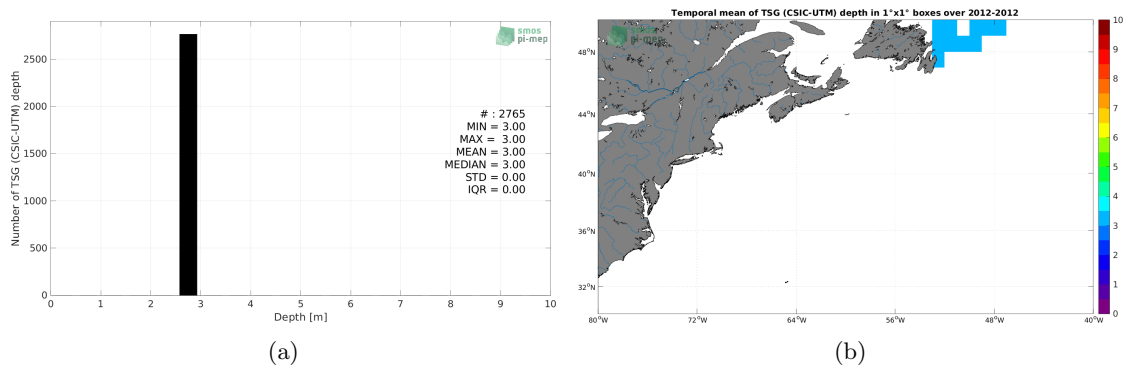 smos
pi-mep
# : 2765
MIN = 3.00
MAX = 3.00
MEAN = 3.00
MEDIAN = 3.00
STD = 0.00
IQR = 0.00
Number of TSG (CSIC-UTM) depth
2500
2000
1500
1000
500
0
0 1 2 3 4 5 6 7 8 9 10
Depth [m]
(a)
Temporal mean of TSG (CSIC-UTM) depth in 1°x1° boxes over 2012-2012
smos
pi-mep
48°N
44°N
40°N
36°N
32°N
80°W 72°W 64°W 56°W 48°W 40°W
10
9
8
7
6
5
4
3
2
1
0
(b)